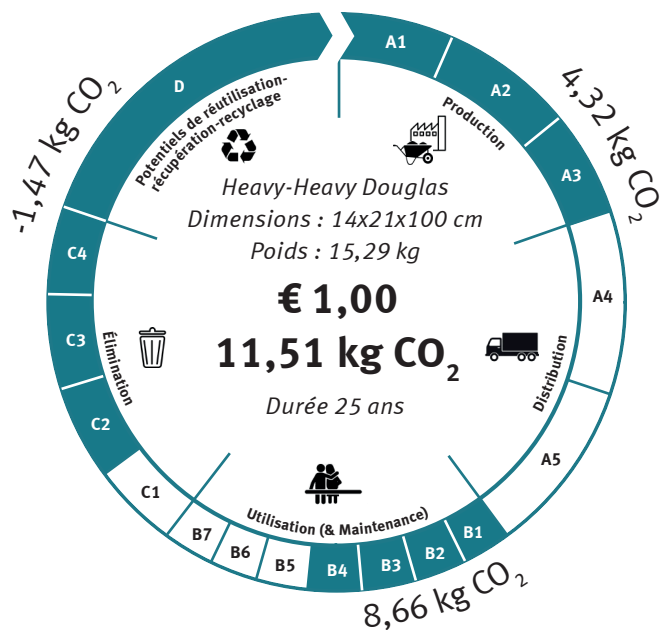 A1
A2
A3
4,32 kg CO2
Production
A4
Distribution
A5
B1
B2
B3
B4
8,66 kg CO2
Utilisation (& Maintenance)
B5
B6
B7
C1
C2
C3
C4
Élimination
D
-1,47 kg CO2
Potentiels de réutilisation-
récupération-recyclage
Heavy-Heavy Douglas
Dimensions : 14x21x100 cm
Poids : 15,29 kg
€ 1,00
11,51 kg CO2
Durée 25 ans